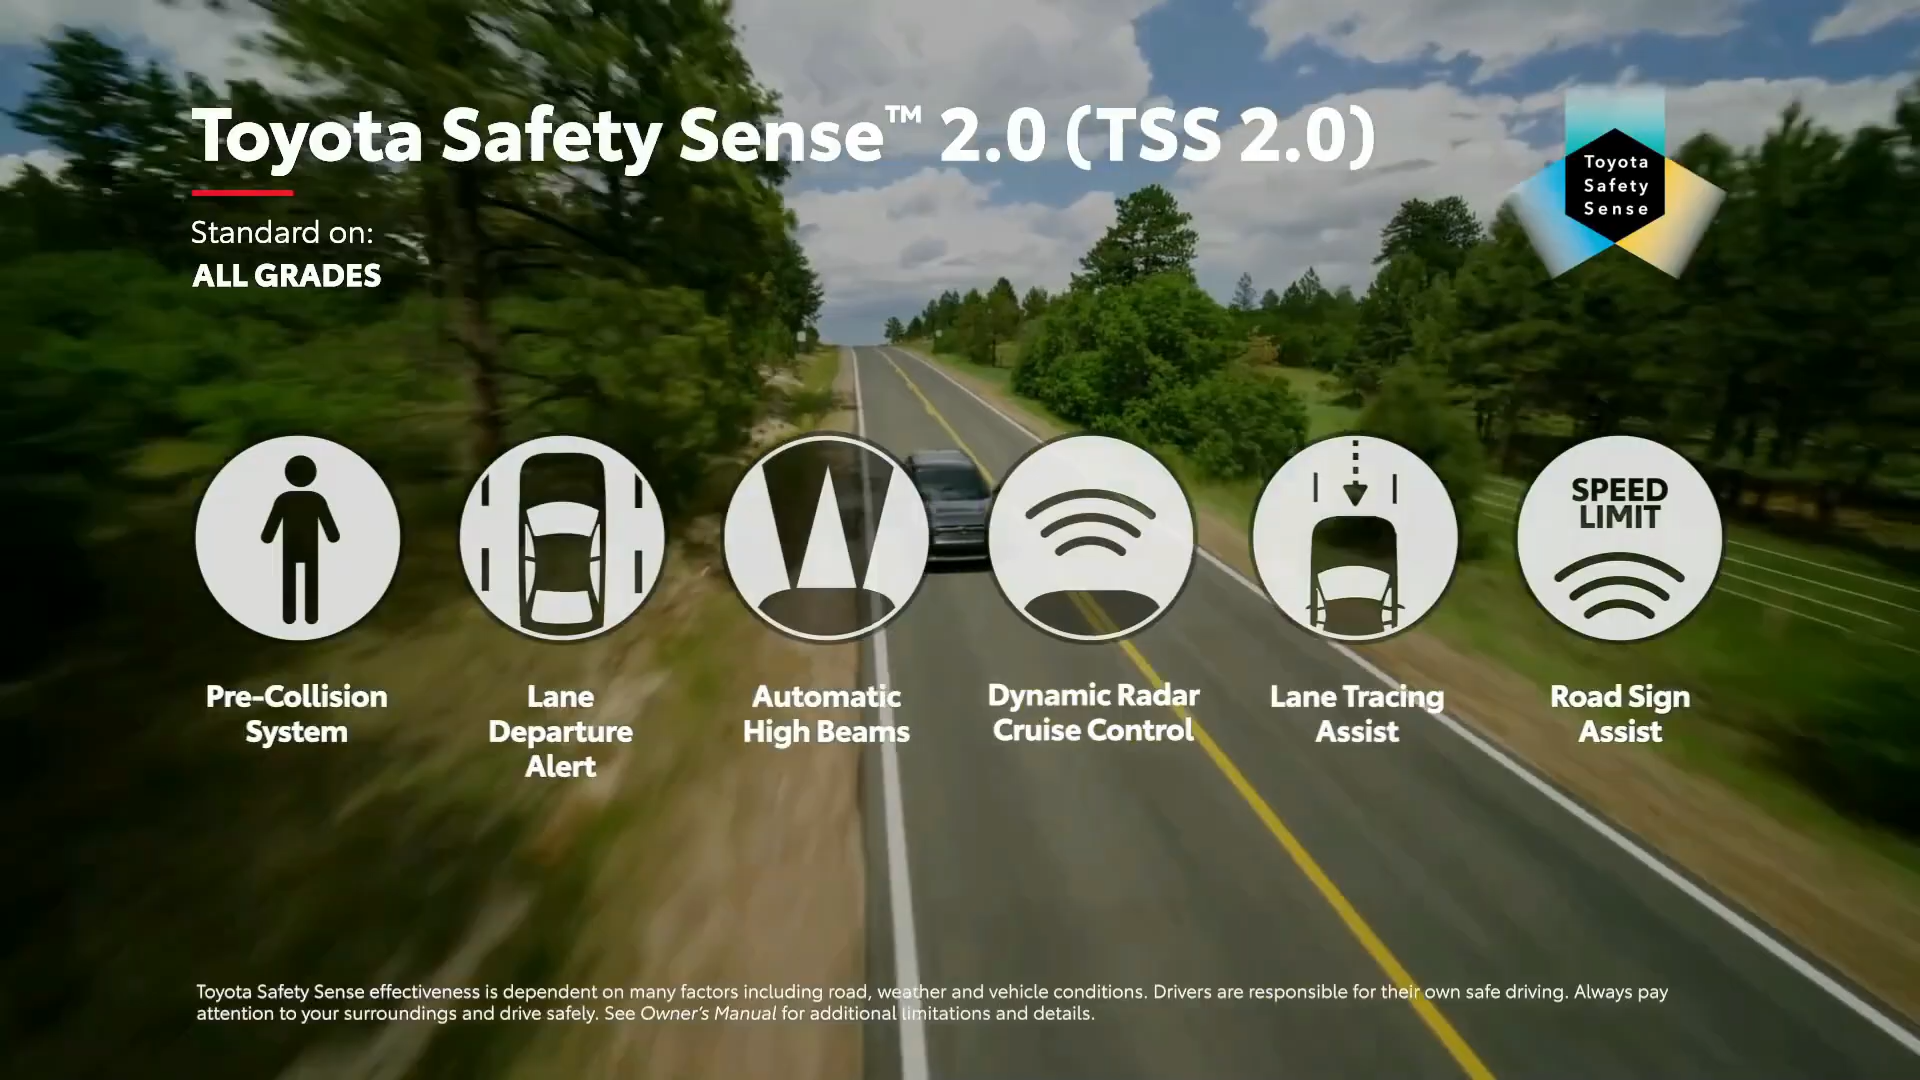 Toyota Safety Sense™ 2.0 (TSS 2.0)
Standard on:
ALL GRADES
Toyota
Safety
Sense
SPEED
LIMIT
Pre-Collision
System
Lane
Departure
Alert
Automatic
High Beams
Dynamic Radar
Cruise Control
Lane Tracing
Assist
Road Sign
Assist
Toyota Safety Sense effectiveness is dependent on many factors including road, weather and vehicle conditions. Drivers are responsible for their own safe driving. Always pay
attention to your surroundings and drive safely. See Owner's Manual for additional limitations and details.